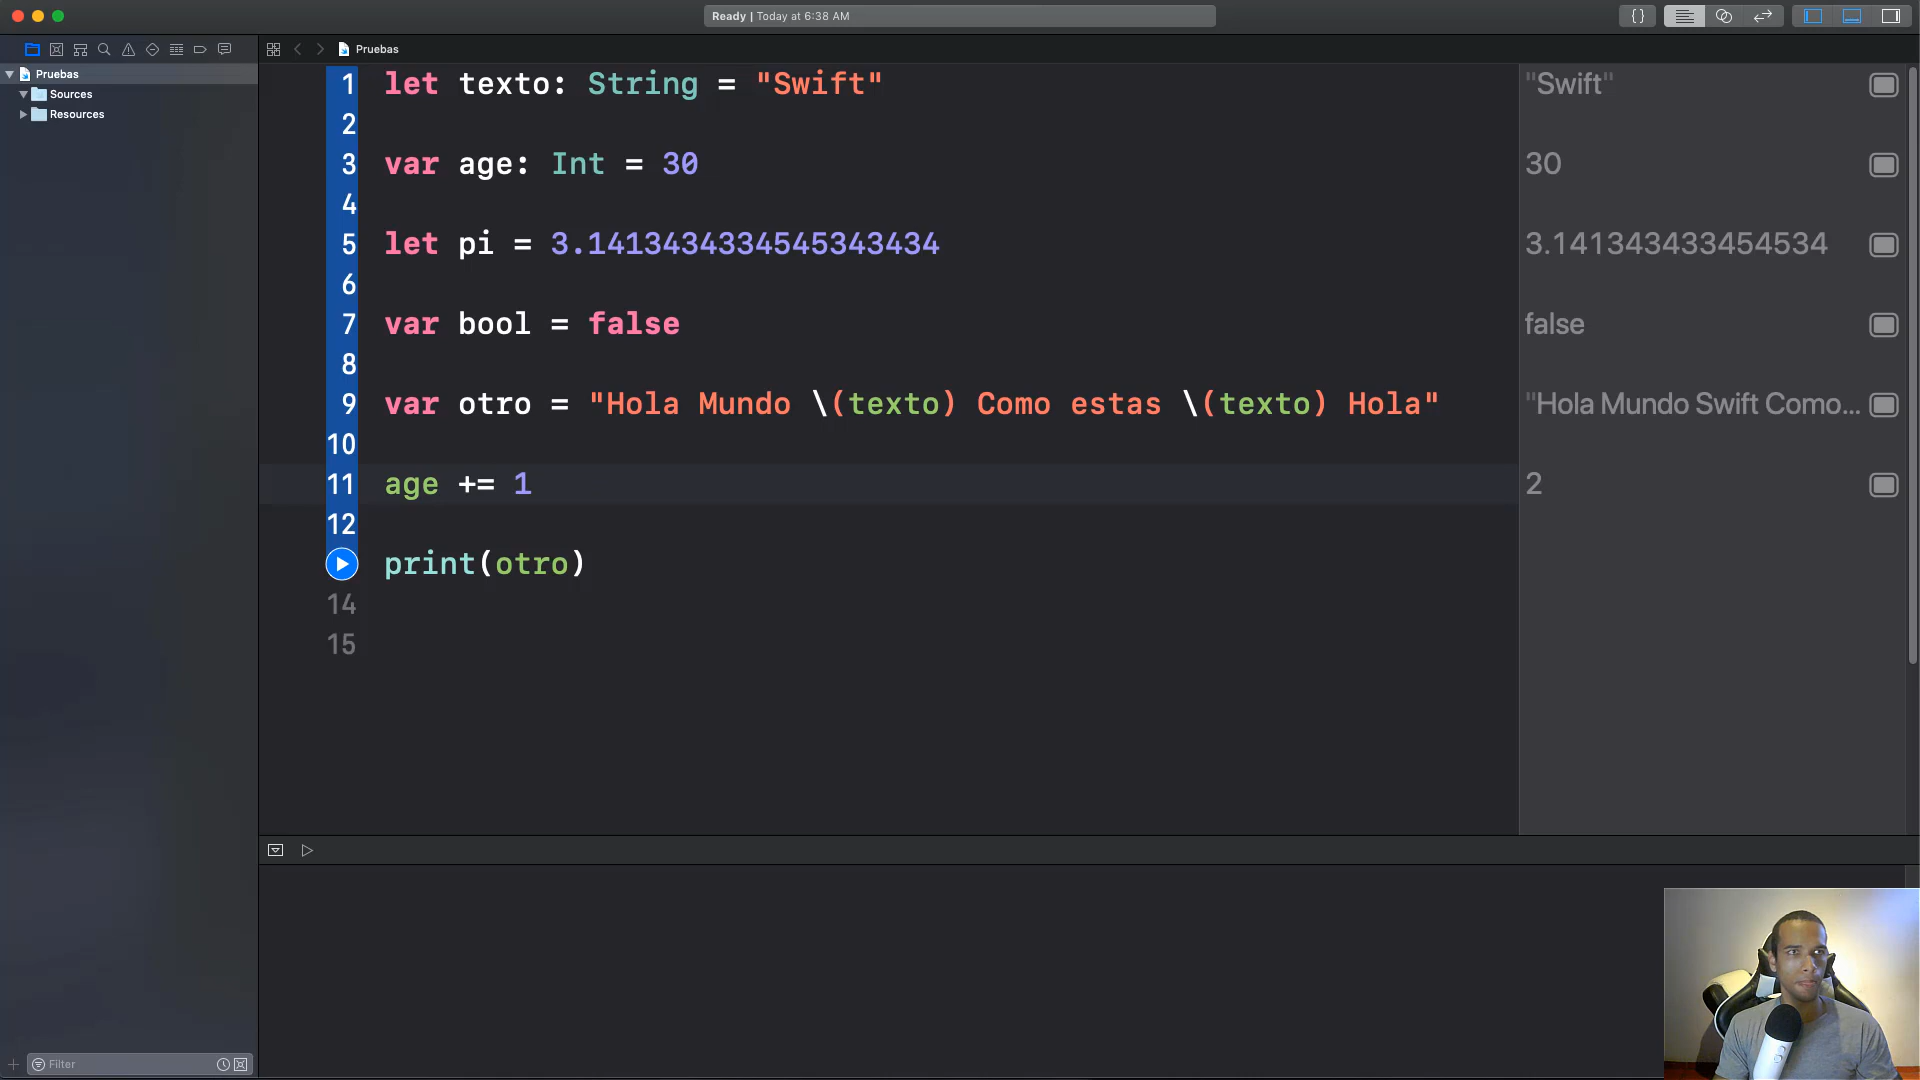 Ready | Today at 6:38 AM
{}
Pruebas
Pruebas
Sources
Resources
1 let texto: String = "Swift"
"Swift"
2
3 var age: Int = 30
30
4
5 let pi = 3.1413434334545343434
3.141343433454534
6
7 var bool = false
false
8
9 var otro = "Hola Mundo \(texto) Como estas \(texto) Hola"
"Hola Mundo Swift Como...
10
11 age += 1
2
12
print(otro)
14
15
Filter